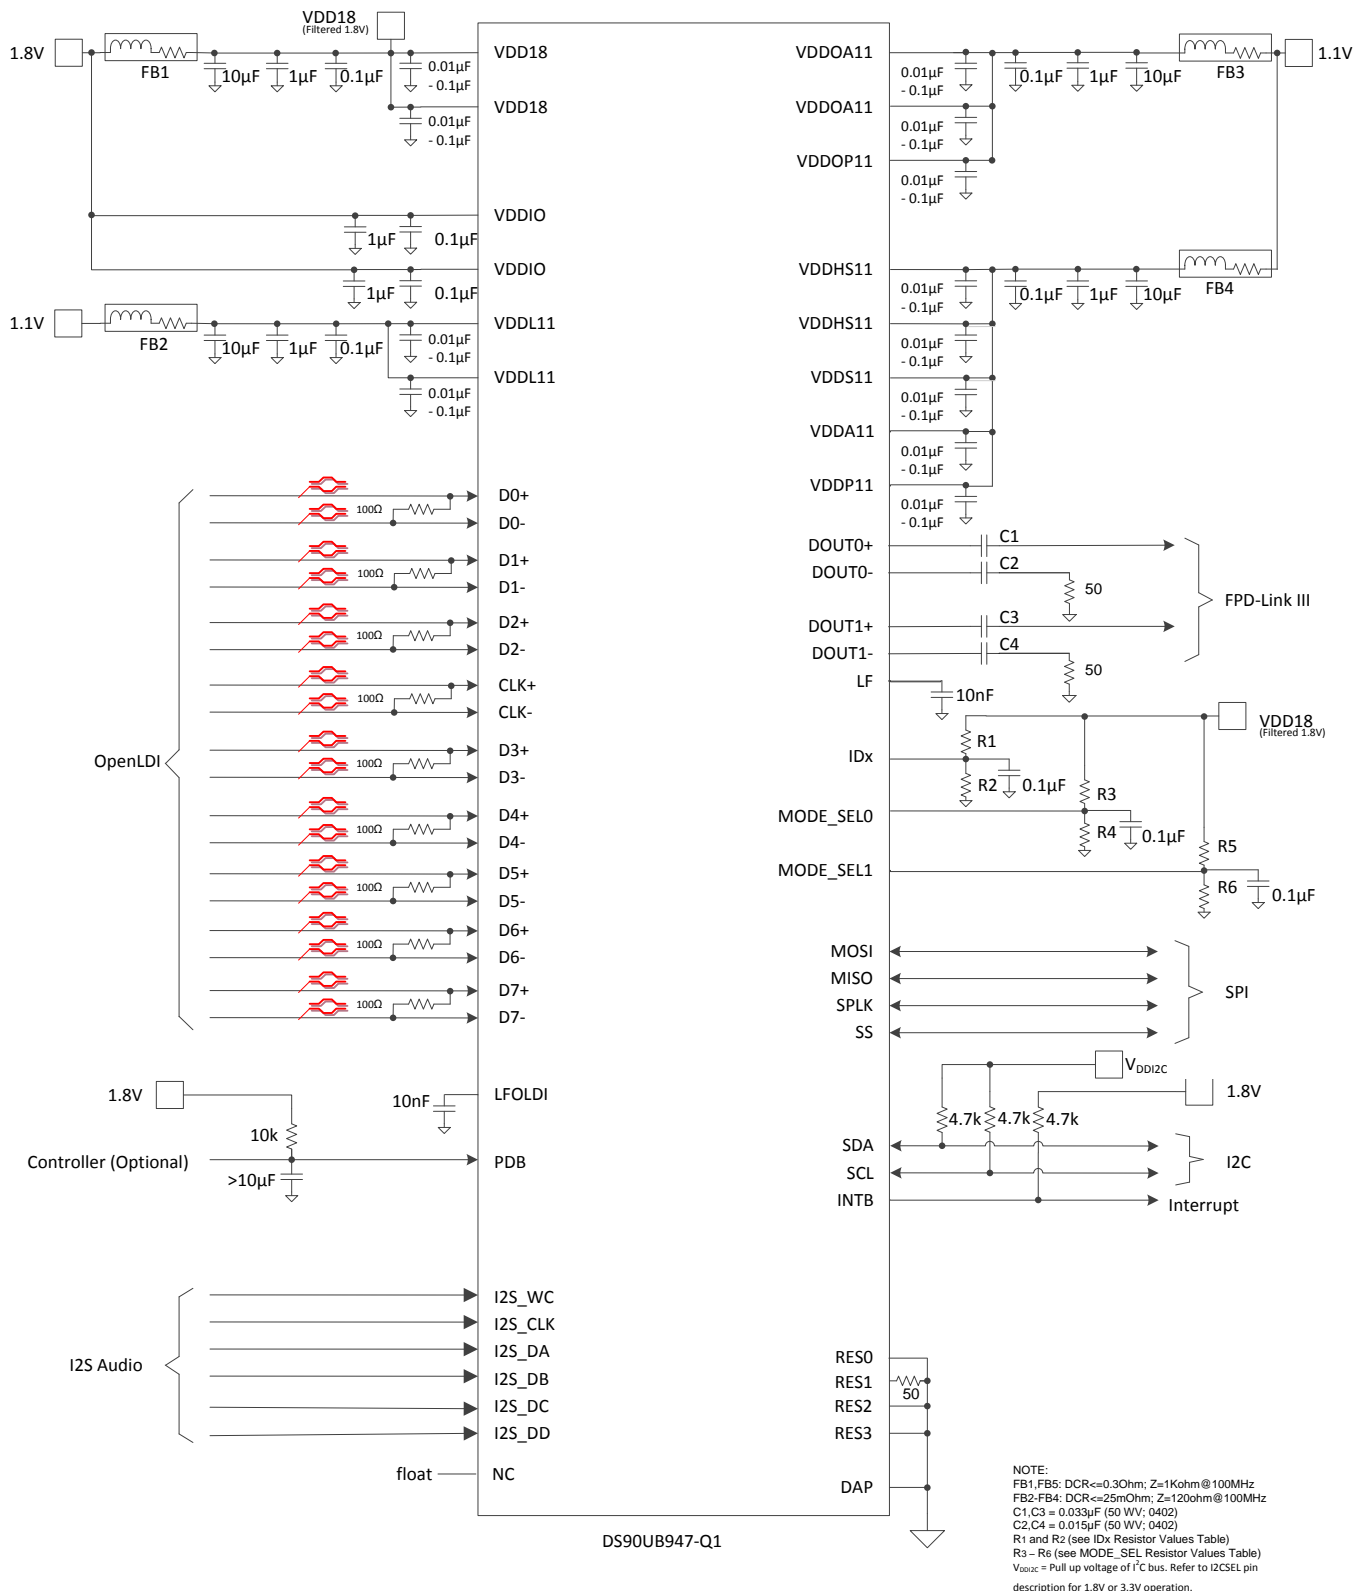 VDD18
(Filtered 1.8V)
1.8V
FB1
10µF
1µF
0.1µF
0.01µF
- 0.1µF
VDD18
0.01µF
- 0.1µF
VDD18
VDDIO
1µF
0.1µF
VDDIO
1µF
0.1µF
1.1V
FB2
10µF
1µF
0.1µF
0.01µF
- 0.1µF
VDDL11
0.01µF
- 0.1µF
VDDL11
OpenLDI
100Ω
D0+
D0-
100Ω
D1+
D1-
100Ω
D2+
D2-
100Ω
CLK+
CLK-
100Ω
D3+
D3-
100Ω
D4+
D4-
100Ω
D5+
D5-
100Ω
D6+
D6-
100Ω
D7+
D7-
1.8V
10nF
LFOLDI
10k
Controller (Optional)
PDB
>10µF
I2S Audio
I2S_WC
I2S_CLK
I2S_DA
I2S_DB
I2S_DC
I2S_DD
float
NC
VDDOA11
0.01µF
- 0.1µF
0.1µF
1µF
10µF
FB3
1.1V
VDDOA11
0.01µF
- 0.1µF
VDDOP11
0.01µF
- 0.1µF
VDDHS11
0.01µF
- 0.1µF
0.1µF
1µF
10µF
FB4
VDDHS11
0.01µF
- 0.1µF
VDDS11
0.01µF
- 0.1µF
VDDA11
0.01µF
- 0.1µF
VDDP11
0.01µF
- 0.1µF
DOUT0+
C1
DOUT0-
C2
50
FPD-Link III
DOUT1+
C3
DOUT1-
C4
50
LF
10nF
VDD18
(Filtered 1.8V)
IDx
R1
R2
0.1µF
R3
MODE_SEL0
R4
0.1µF
R5
MODE_SEL1
R6
0.1µF
MOSI
MISO
SPLK
SS
SPI
VDDI2C
1.8V
4.7k
4.7k
4.7k
SDA
SCL
I2C
INTB
Interrupt
RES0
RES1
50
RES2
RES3
DAP
DS90UB947-Q1
NOTE:
FB1,FB5: DCR<=0.3Ohm; Z=1Kohm@100MHz
FB2-FB4: DCR<=25mOhm; Z=120ohm@100MHz
C1,C3 = 0.033µF (50 WV; 0402)
C2,C4 = 0.015µF (50 WV; 0402)
R1 and R2 (see IDx Resistor Values Table)
R3 – R6 (see MODE_SEL Resistor Values Table)
VDDI2C = Pull up voltage of I²C bus. Refer to I2CSEL pin
description for 1.8V or 3.3V operation.